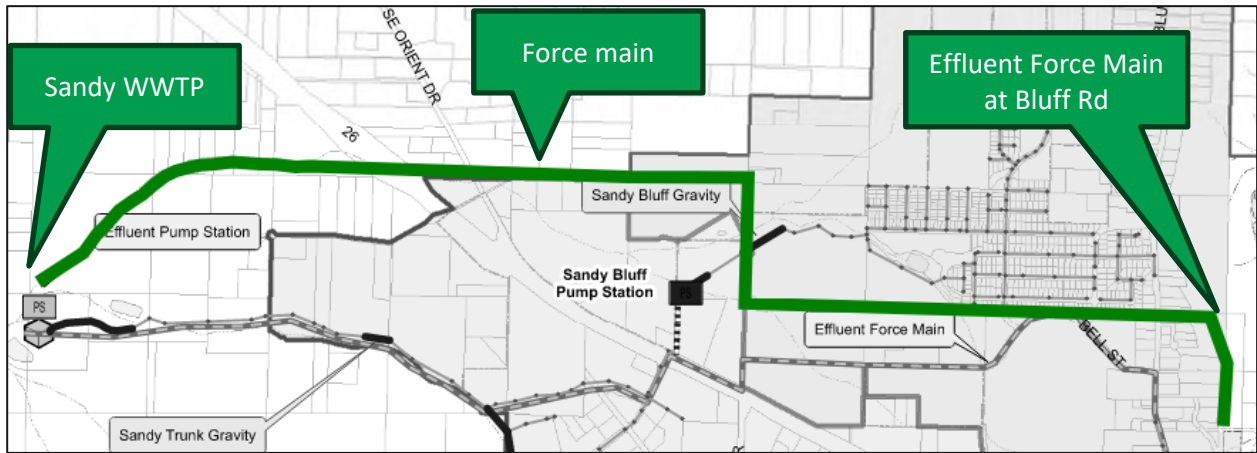 Sandy WWTP
SE ORIENT DR
Force main
Effluent Force Main
at Bluff Rd
26
Sandy Bluff Gravity
Effluent Pump Station
Sandy Bluff
Pump Station
PS
PS
Effluent Force Main
BELL ST
Sandy Trunk Gravity